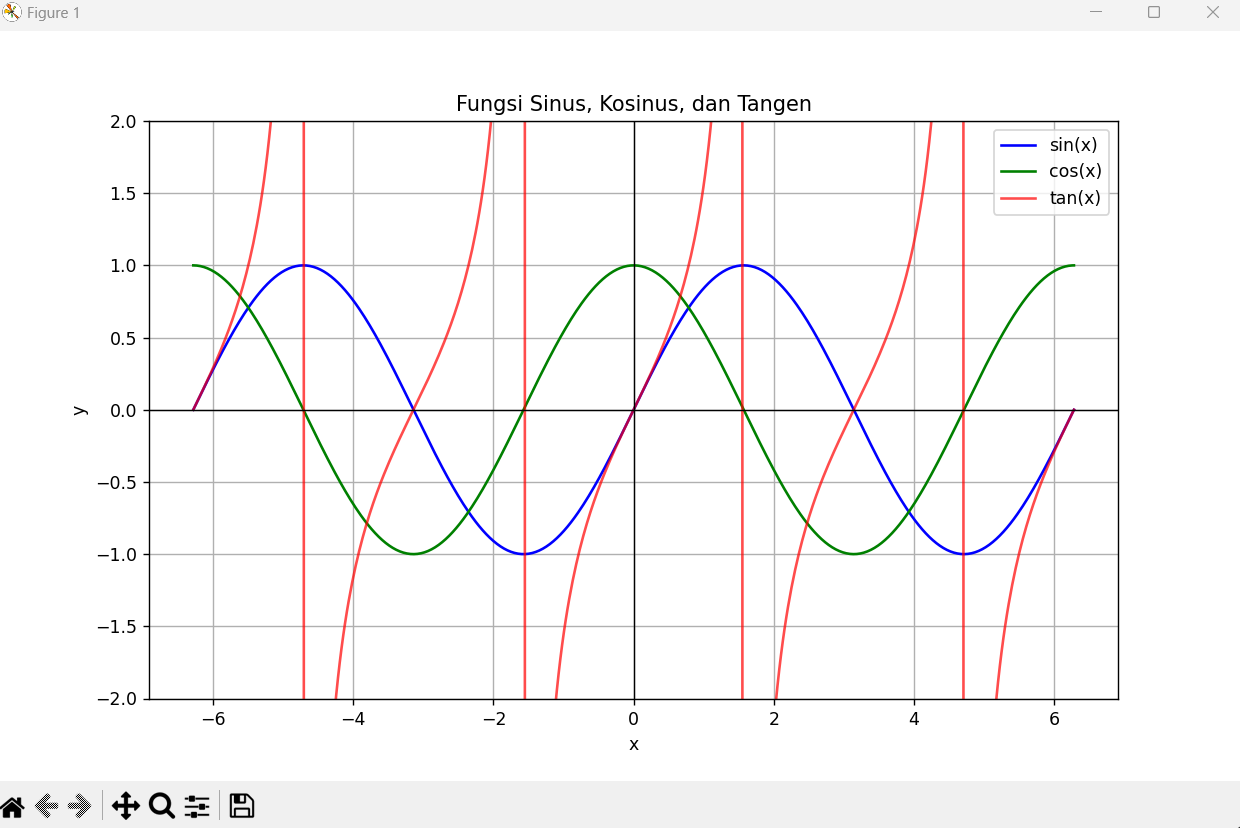 Figure 1
Fungsi Sinus, Kosinus, dan Tangen
sin(x)
cos(x)
tan(x)
2.0
1.5
1.0
0.5
0.0
−0.5
−1.0
−1.5
−2.0
y
−6 −4 −2 0 2 4 6
x